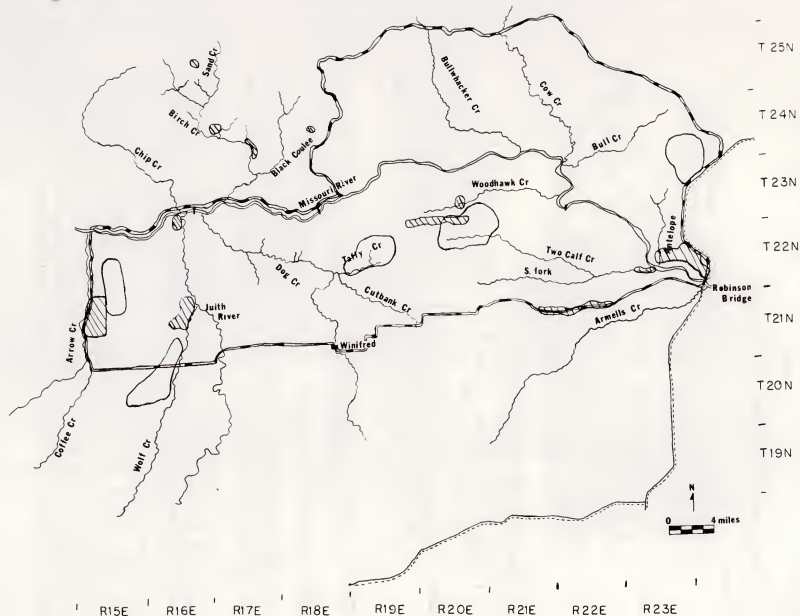 T 25N
Sand Cr
Bullwhacker Cr
Cow Cr
T 24N
Birch Cr
Black Coulee
Bull Cr
Chip Cr
T 23N
Missouri River
Woodhawk Cr
Antelope
T 22N
Taffy Cr
Two Calf Cr
Dog Cr
S. fork
Cutbank Cr
Robinson
Bridge
Juith
River
T 21N
Armells Cr
Arrow Cr
Winifred
T 20N
Coffee Cr
Wolf Cr
T 19N
N
0 4 miles
R15E R16E R17E R18E R19E R20E R21E R22E R23E